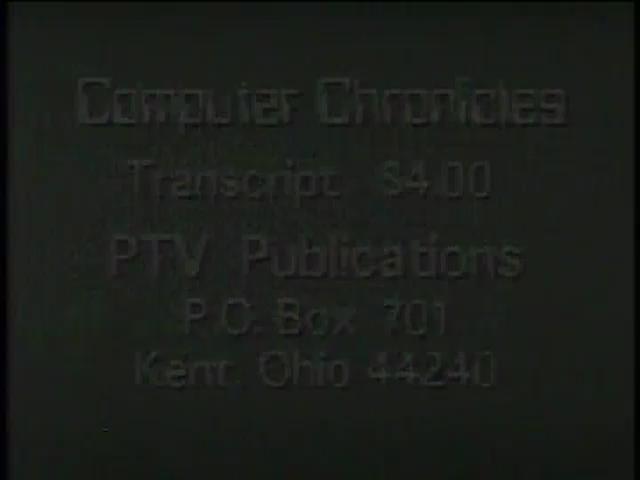 Computer Chronicles
Transcript $4.00
PTV Publications
P.O. Box 701
Kent, Ohio 44240